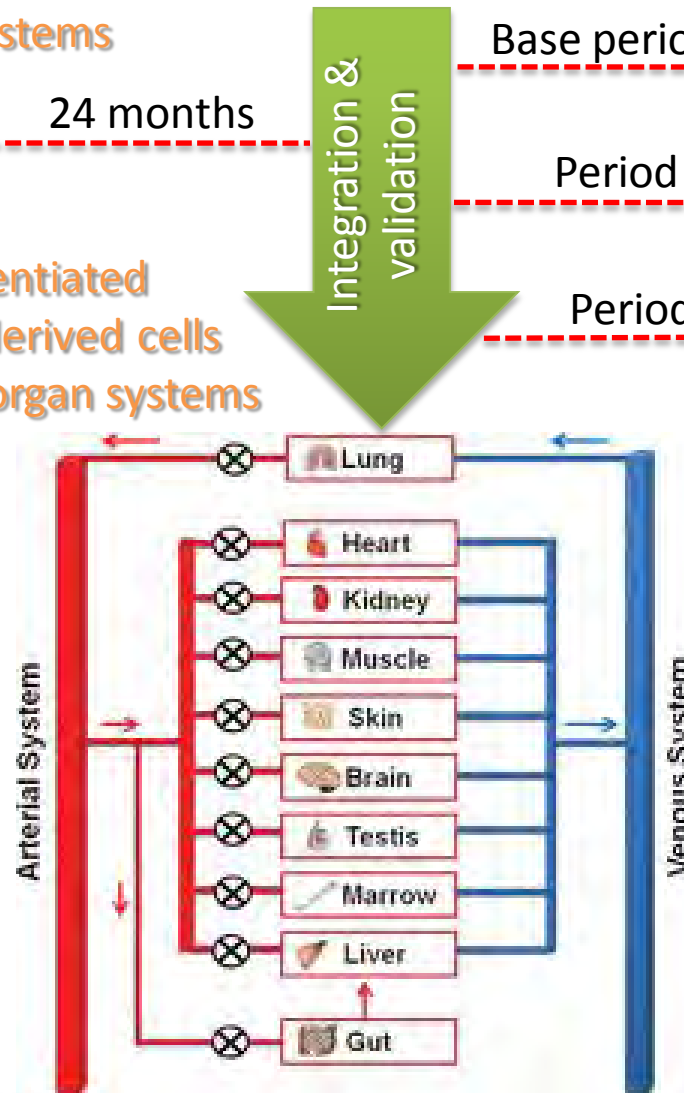 stems
Base perio
24 months
Integration &
validation
Period
entiated
Period
derived cells
organ systems
Lung
Heart
Kidney
Muscle
Skin
Brain
Testis
Marrow
Liver
Gut
Arterial System
Venous System